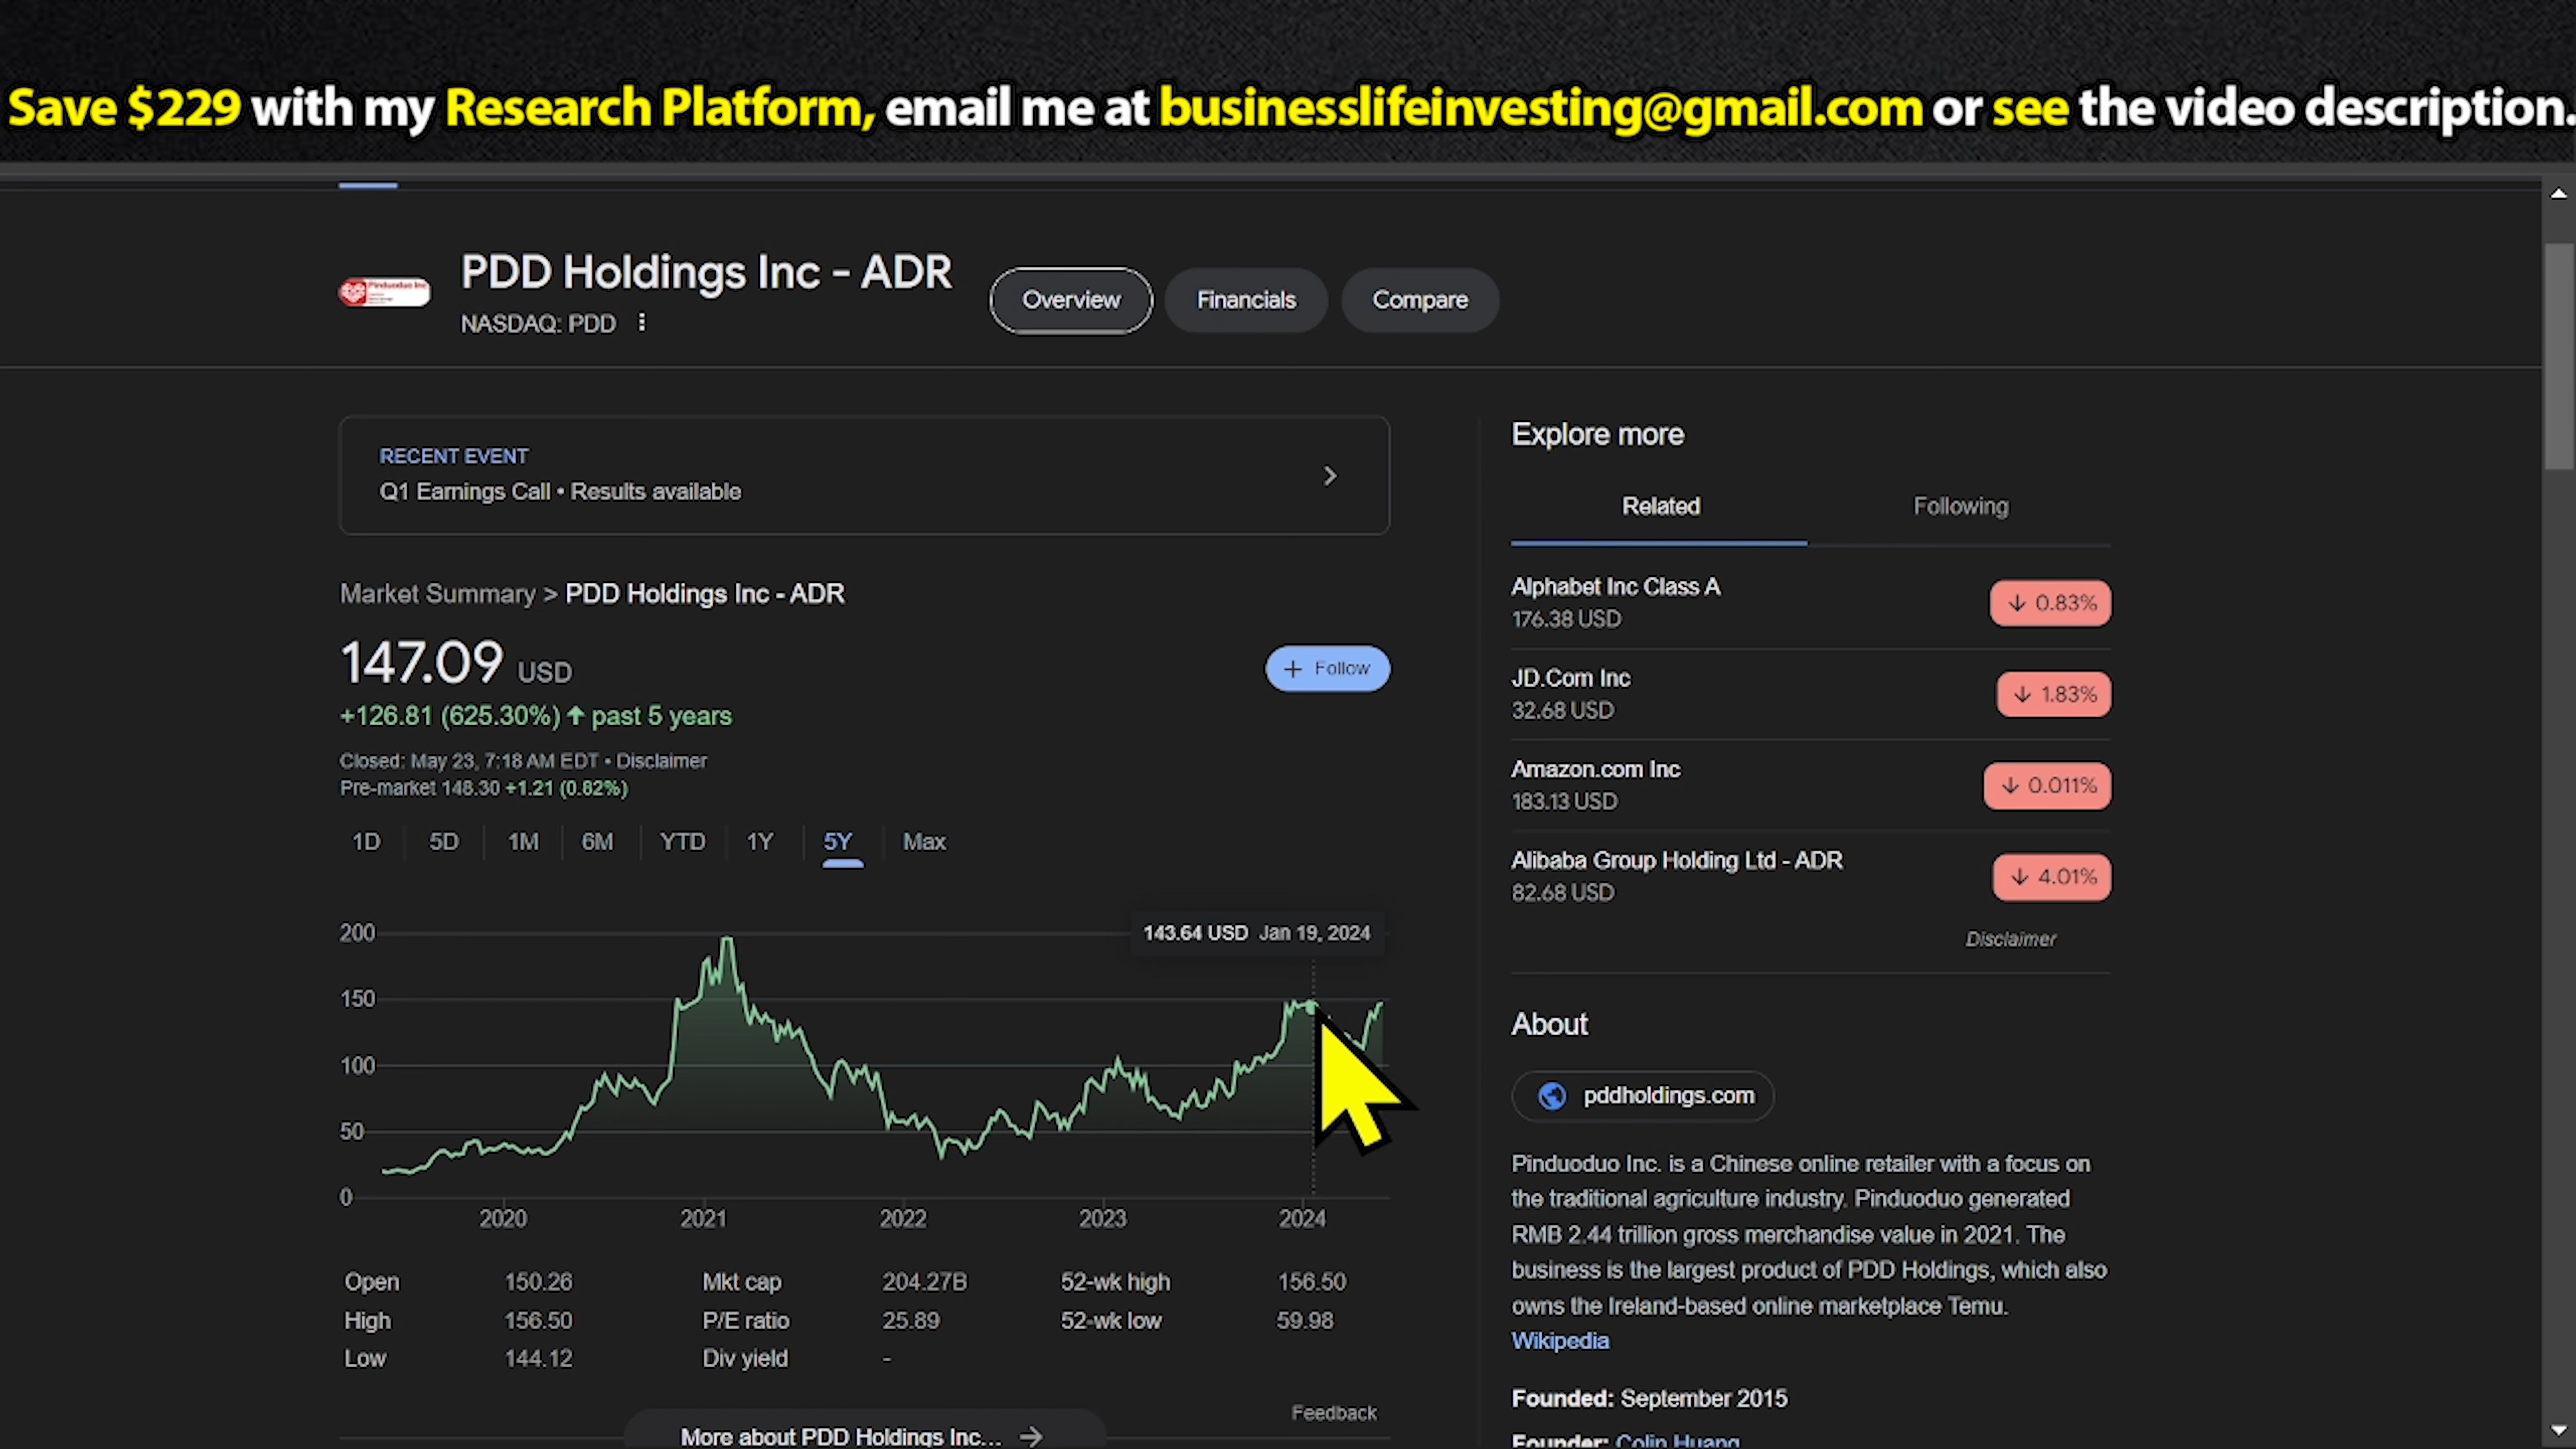 Save $229 with my Research Platform, email me at businesslifeinvesting@gmail.com or see the video description.
PDD Holdings Inc - ADR
NASDAQ: PDD
Overview
Financials
Compare
RECENT EVENT
Q1 Earnings Call • Results available
Market Summary > PDD Holdings Inc - ADR
147.09 USD
+ Follow
+126.81 (625.30%) ↑ past 5 years
Closed: May 23, 7:18 AM EDT • Disclaimer
Pre-market 148.30 +1.21 (0.82%)
1D 5D 1M 6M YTD 1Y 5Y Max
143.64 USD Jan 19, 2024
200
150
100
50
0
2020 2021 2022 2023 2024
Open 150.26 Mkt cap 204.27B 52-wk high 156.50
High 156.50 P/E ratio 25.89 52-wk low 59.98
Low 144.12 Div yield -
Feedback
More about PDD Holdings Inc... →
Explore more
Related Following
Alphabet Inc Class A
176.38 USD
↓ 0.83%
JD.Com Inc
32.68 USD
↓ 1.83%
Amazon.com Inc
183.13 USD
↓ 0.011%
Alibaba Group Holding Ltd - ADR
82.68 USD
↓ 4.01%
Disclaimer
About
pddholdings.com
Pinduoduo Inc. is a Chinese online retailer with a focus on
the traditional agriculture industry. Pinduoduo generated
RMB 2.44 trillion gross merchandise value in 2021. The
business is the largest product of PDD Holdings, which also
owns the Ireland-based online marketplace Temu.
Wikipedia
Founded: September 2015
Founder: Colin Huang